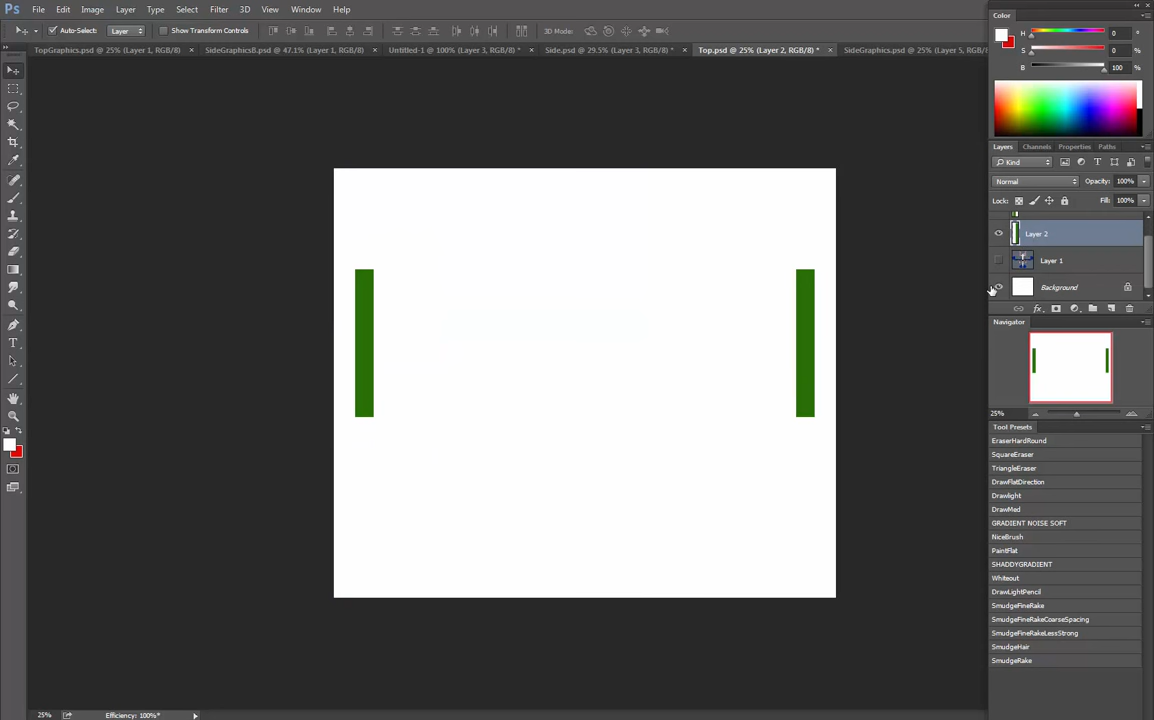 Ps File Edit Image Layer Type Select Filter 3D View Window Help
Auto-Select: Layer Show Transform Controls 3D Mode:
TopGraphics.psd @ 25% (Layer 1, RGB/8) × SideGraphicsB.psd @ 47.1% (Layer 1, RGB/8) × Untitled-1 @ 100% (Layer 3, RGB/8) * × Side.psd @ 29.5% (Layer 3, RGB/8) * × Top.psd @ 25% (Layer 2, RGB/8) * × SideGraphics.psd @ 25% (Layer 5, RGB/8)
Color
H 0 °
S 0 %
B 100 %
Layers Channels Properties Paths
Kind
Normal Opacity: 100%
Lock: Fill: 100%
Layer 2
Layer 1
Background
fx
Navigator
25%
Tool Presets
EraserHardRound
SquareEraser
TriangleEraser
DrawFlatDirection
Drawlight
DrawMed
GRADIENT NOISE SOFT
NiceBrush
PaintFlat
SHADDYGRADIENT
Whiteout
DrawLightPencil
SmudgeFineRake
SmudgeFineRakeCoarseSpacing
SmudgeFineRakeLessStrong
SmudgeHair
SmudgeRake
25% Efficiency: 100%*